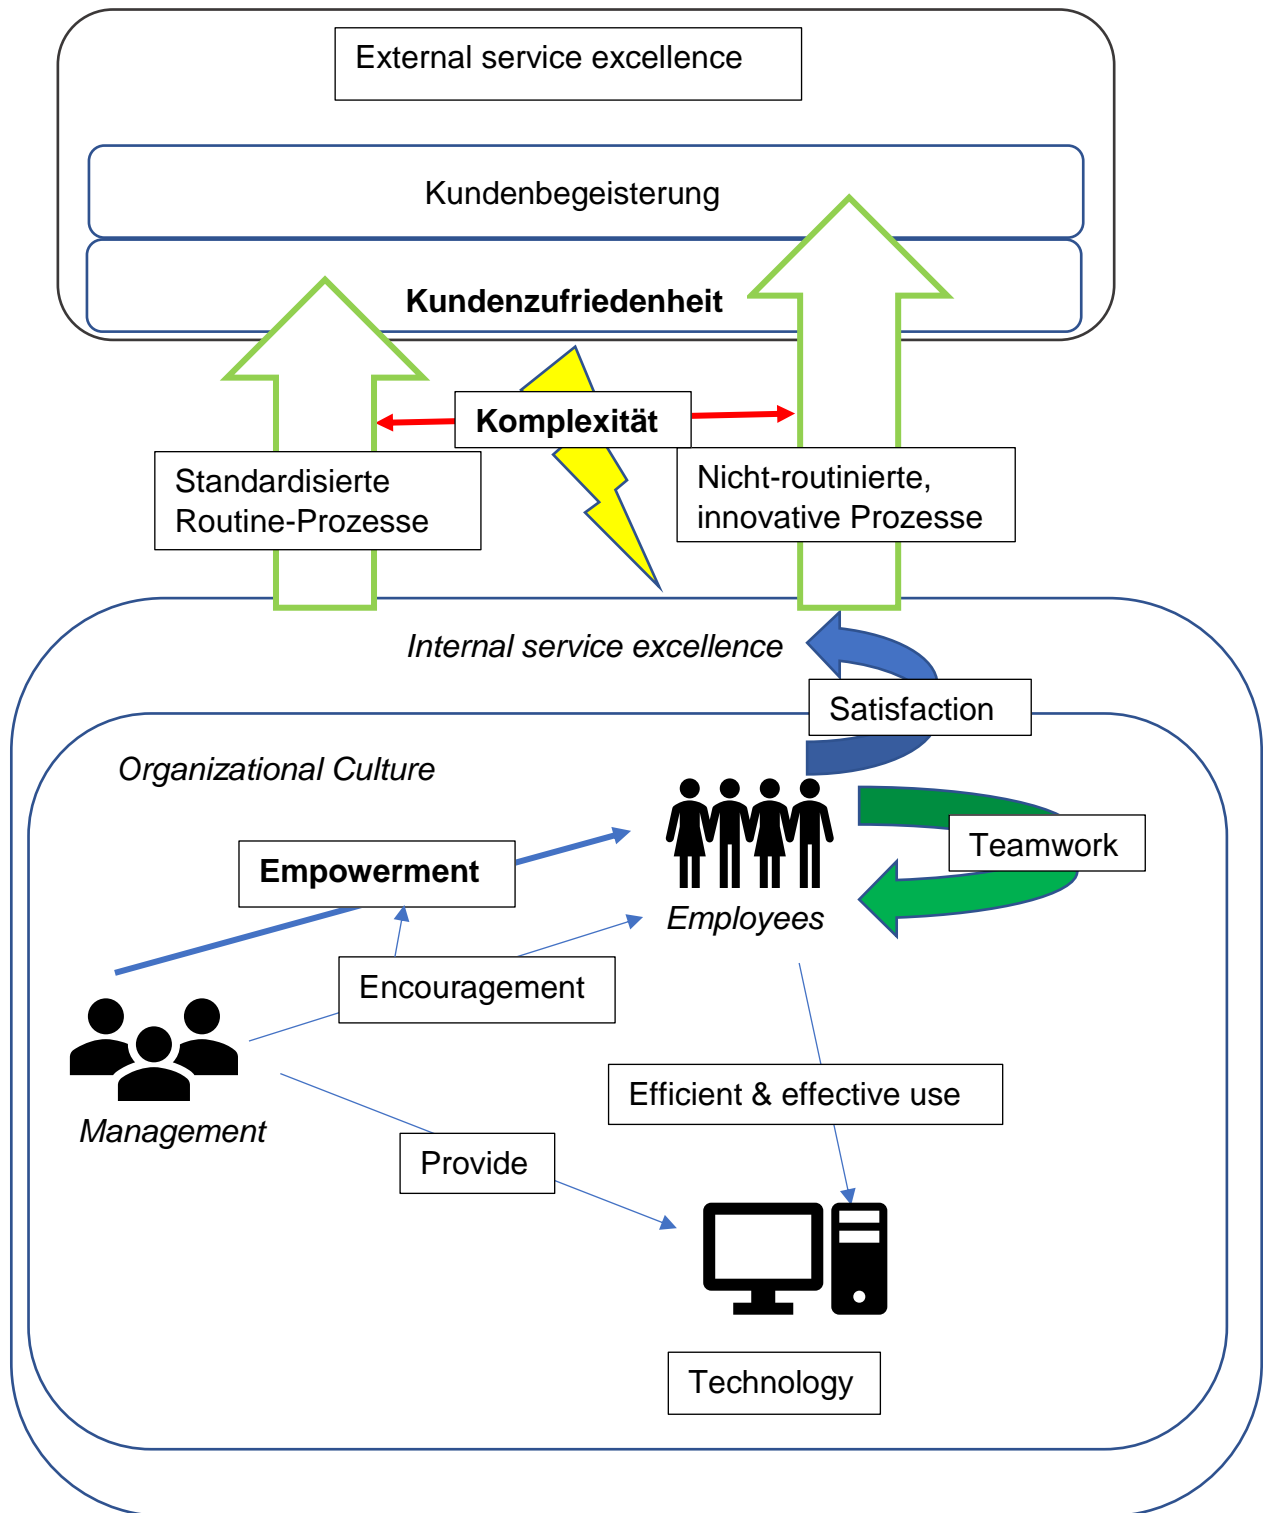 External service excellence
Kundenbegeisterung
Kundenzufriedenheit
Komplexität
Standardisierte
Routine-Prozesse
Nicht-routinierte,
innovative Prozesse
Internal service excellence
Satisfaction
Organizational Culture
Teamwork
Empowerment
Employees
Encouragement
Efficient & effective use
Management
Provide
Technology